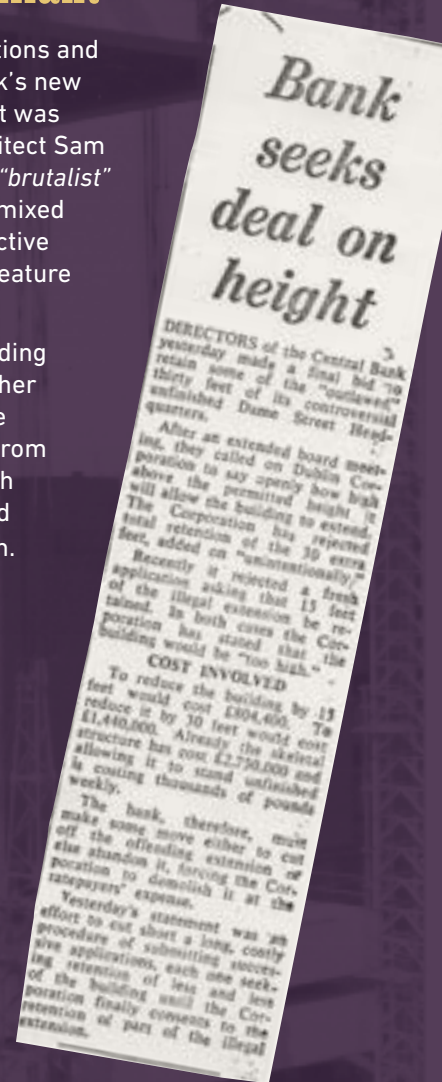 tions and
k's new
t was
itect Sam
"brutalist"
mixed
ctive
eature
ding
her
e
rom
h
d
n.
Bank
seeks
deal on
height
DIRECTORS of the Central Bank
yesterday made a final bid to
retain some of the "outlawed,"
thirty feet of its controversial
unfinished Dame Street Head-
quarters.
After an extended board meet-
ing, they called on Dublin Cor-
poration to say openly how high
above the permitted height it
will allow the building to extend.
The Corporation has rejected
total retention of the 30 extra
feet, added on "unintentionally."
Recently it rejected a fresh
application asking that 15 feet
of the illegal extension be re-
tained. In both cases the Cor-
poration has stated that the
building would be "too high."
COST INVOLVED
To reduce the building by 15
feet would cost £804,400. To
reduce it by 30 feet would cost
£1,440,000. Already the skeletal
structure has cost £2,750,000 and
allowing it to stand unfinished
is costing thousands of pounds
weekly.
The bank, therefore, must
make some move either to cut
off the offending extension or
else abandon it, forcing the Cor-
poration to demolish it at the
ratepayers' expense.
Yesterday's statement was an
effort to cut short a long, costly
procedure of submitting succes-
sive applications, each one seek-
ing retention of less and less
of the building until the Cor-
poration finally consents to the
retention of part of the illegal
extension.